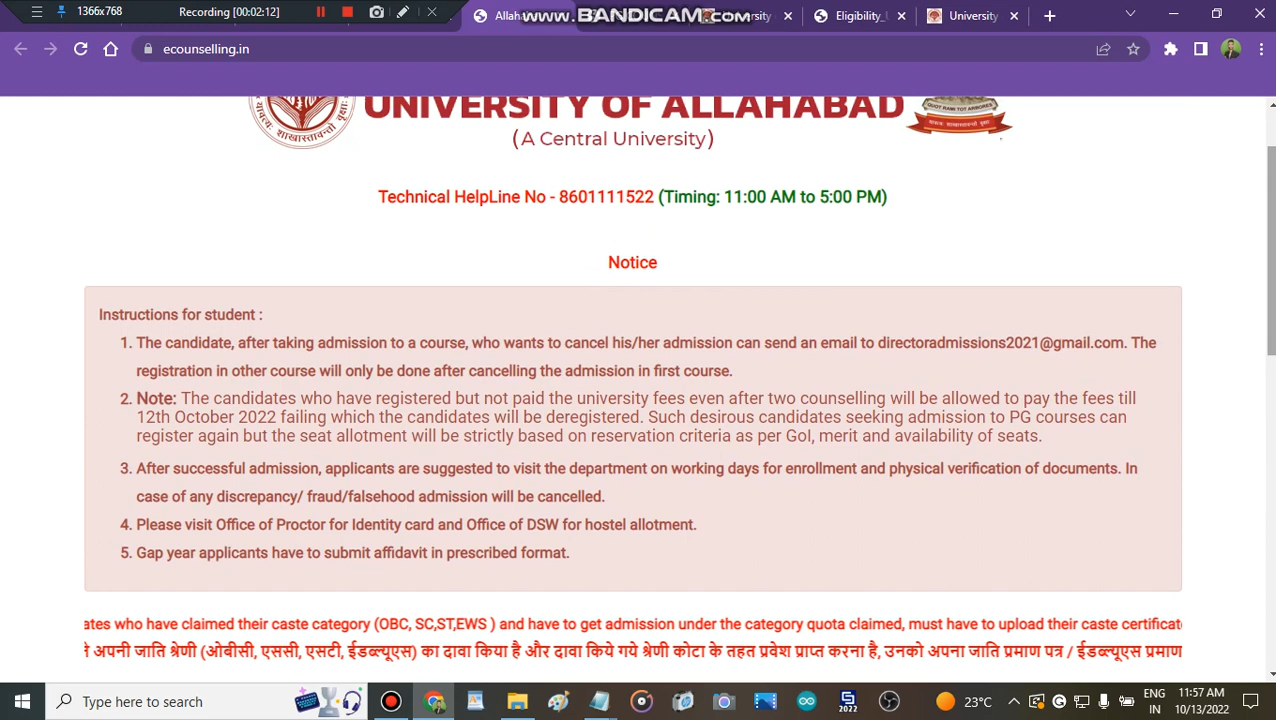 1366x768 Recording [00:02:12] www.BANDICAM.com
Allaha Eligibility_U University
ecounselling.in
UNIVERSITY OF ALLAHABAD
QUOT RAMI TOT ARBORES
(A Central University)
Technical HelpLine No - 8601111522 (Timing: 11:00 AM to 5:00 PM)
Notice
Instructions for student :
1. The candidate, after taking admission to a course, who wants to cancel his/her admission can send an email to directoradmissions2021@gmail.com. The
registration in other course will only be done after cancelling the admission in first course.
2. Note: The candidates who have registered but not paid the university fees even after two counselling will be allowed to pay the fees till
12th October 2022 failing which the candidates will be deregistered. Such desirous candidates seeking admission to PG courses can
register again but the seat allotment will be strictly based on reservation criteria as per GoI, merit and availability of seats.
3. After successful admission, applicants are suggested to visit the department on working days for enrollment and physical verification of documents. In
case of any discrepancy/ fraud/falsehood admission will be cancelled.
4. Please visit Office of Proctor for Identity card and Office of DSW for hostel allotment.
5. Gap year applicants have to submit affidavit in prescribed format.
ates who have claimed their caste category (OBC, SC,ST,EWS ) and have to get admission under the category quota claimed, must have to upload their caste certificate
अपनी जाति श्रेणी (ओबीसी, एससी, एसटी, ईडब्ल्यूएस) का दावा किया है और दावा किये गये श्रेणी कोटा के तहत प्रवेश प्राप्त करना है, उनको अपना जाति प्रमाण पत्र / ईडब्ल्यूएस प्रमाण
Type here to search 2022 23°C ENG 11:57 AM
IN 10/13/2022